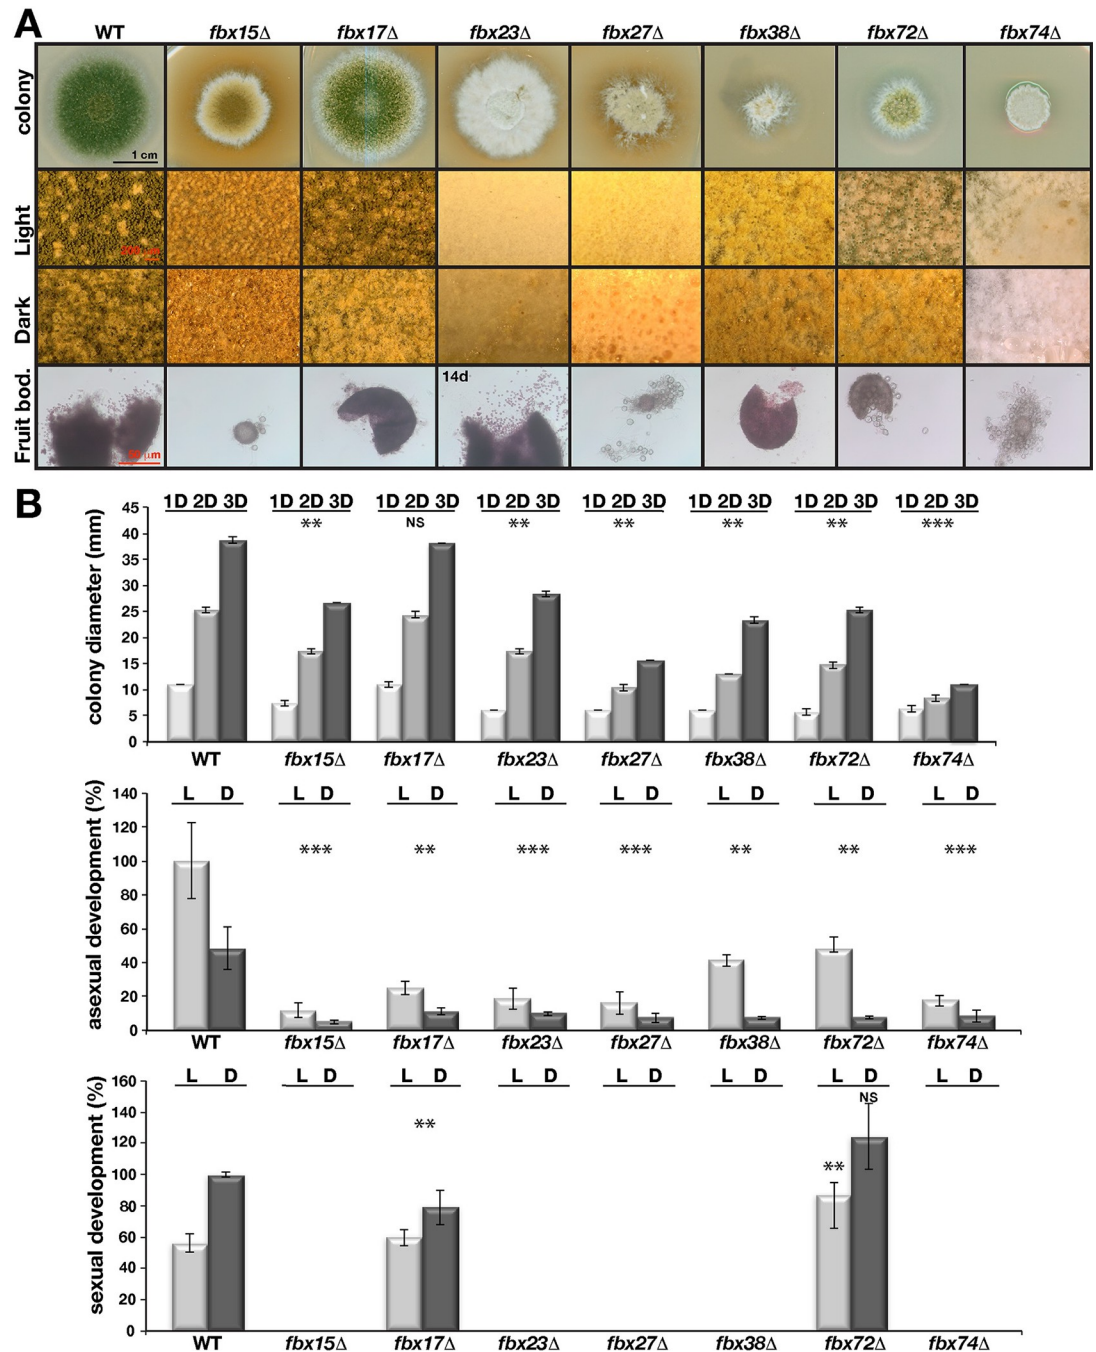 A
WT fbx15Δ fbx17Δ fbx23Δ fbx27Δ fbx38Δ fbx72Δ fbx74Δ
colony
1 cm
Light
Dark
Fruit bod.
14d
B
1D 2D 3D 1D 2D 3D 1D 2D 3D 1D 2D 3D 1D 2D 3D 1D 2D 3D 1D 2D 3D 1D 2D 3D
** NS ** ** ** ** ***
colony diameter (mm)
45
40
35
30
25
20
15
10
5
0
WT fbx15Δ fbx17Δ fbx23Δ fbx27Δ fbx38Δ fbx72Δ fbx74Δ
L D L D L D L D L D L D L D L D
*** ** *** *** ** ** ***
asexual development (%)
140
120
100
80
60
40
20
0
WT fbx15Δ fbx17Δ fbx23Δ fbx27Δ fbx38Δ fbx72Δ fbx74Δ
L D L D L D L D L D L D L D L D
NS
**
**
sexual development (%)
160
140
120
100
80
60
40
20
0
WT fbx15Δ fbx17Δ fbx23Δ fbx27Δ fbx38Δ fbx72Δ fbx74Δ